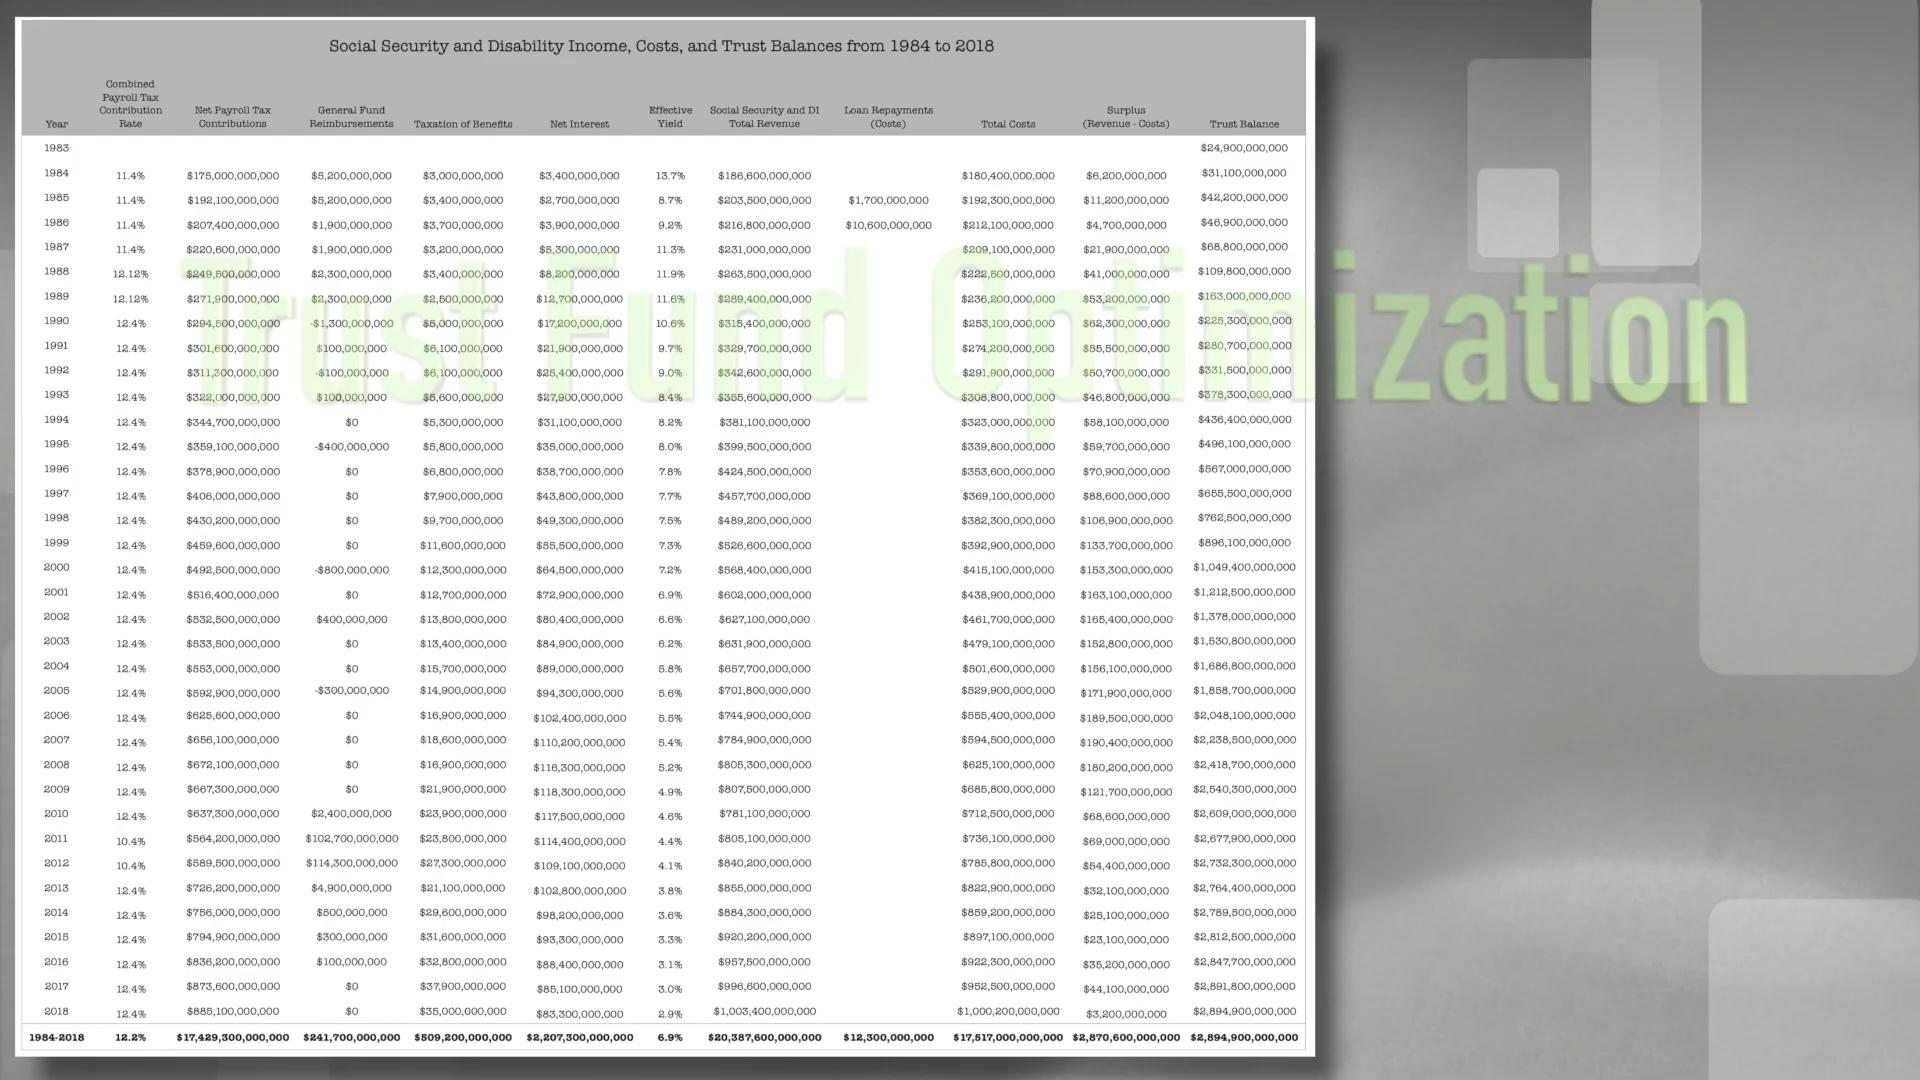 Social Security and Disability Income, Costs, and Trust Balances from 1984 to 2018
Year Combined Payroll Tax Contribution Rate Net Payroll Tax Contributions General Fund Reimbursements Taxation of Benefits Net Interest Effective Yield Social Security and DI Total Revenue Loan Repayments (Costs) Total Costs Surplus (Revenue - Costs) Trust Balance
1983 $24,900,000,000
1984 11.4% $175,000,000,000 $5,200,000,000 $3,000,000,000 $3,400,000,000 13.7% $186,600,000,000 $180,400,000,000 $6,200,000,000 $31,100,000,000
1985 11.4% $192,100,000,000 $5,200,000,000 $3,400,000,000 $2,700,000,000 8.7% $203,500,000,000 $1,700,000,000 $192,300,000,000 $11,200,000,000 $42,200,000,000
1986 11.4% $207,400,000,000 $1,900,000,000 $3,700,000,000 $3,900,000,000 9.2% $216,800,000,000 $10,600,000,000 $212,100,000,000 $4,700,000,000 $46,900,000,000
1987 11.4% $220,600,000,000 $1,900,000,000 $3,200,000,000 $5,300,000,000 11.3% $231,000,000,000 $209,100,000,000 $21,900,000,000 $68,800,000,000
1988 12.12% $249,500,000,000 $2,300,000,000 $3,400,000,000 $8,200,000,000 11.9% $263,500,000,000 $222,500,000,000 $41,000,000,000 $109,800,000,000
1989 12.12% $271,900,000,000 $2,300,000,000 $2,500,000,000 $12,700,000,000 11.6% $289,400,000,000 $236,200,000,000 $53,200,000,000 $163,000,000,000
1990 12.4% $294,500,000,000 -$1,300,000,000 $5,000,000,000 $17,200,000,000 10.6% $315,400,000,000 $253,100,000,000 $62,300,000,000 $225,300,000,000
Trust Fund Optimization
1991 12.4% $301,600,000,000 $100,000,000 $6,100,000,000 $21,900,000,000 9.7% $329,700,000,000 $274,200,000,000 $55,500,000,000 $280,700,000,000
1992 12.4% $311,300,000,000 -$100,000,000 $6,100,000,000 $25,400,000,000 9.0% $342,600,000,000 $291,900,000,000 $50,700,000,000 $331,500,000,000
1993 12.4% $322,000,000,000 $100,000,000 $5,600,000,000 $27,900,000,000 8.4% $355,600,000,000 $308,800,000,000 $46,800,000,000 $378,300,000,000
1994 12.4% $344,700,000,000 $0 $5,300,000,000 $31,100,000,000 8.2% $381,100,000,000 $323,000,000,000 $58,100,000,000 $436,400,000,000
1995 12.4% $359,100,000,000 -$400,000,000 $5,800,000,000 $35,000,000,000 8.0% $399,500,000,000 $339,800,000,000 $59,700,000,000 $496,100,000,000
1996 12.4% $378,900,000,000 $0 $6,800,000,000 $38,700,000,000 7.8% $424,500,000,000 $353,600,000,000 $70,900,000,000 $567,000,000,000
1997 12.4% $406,000,000,000 $0 $7,900,000,000 $43,800,000,000 7.7% $457,700,000,000 $369,100,000,000 $88,600,000,000 $655,500,000,000
1998 12.4% $430,200,000,000 $0 $9,700,000,000 $49,300,000,000 7.5% $489,200,000,000 $382,300,000,000 $106,900,000,000 $762,500,000,000
1999 12.4% $459,600,000,000 $0 $11,600,000,000 $55,500,000,000 7.3% $526,600,000,000 $392,900,000,000 $133,700,000,000 $896,100,000,000
2000 12.4% $492,500,000,000 -$800,000,000 $12,300,000,000 $64,500,000,000 7.2% $568,400,000,000 $415,100,000,000 $153,300,000,000 $1,049,400,000,000
2001 12.4% $516,400,000,000 $0 $12,700,000,000 $72,900,000,000 6.9% $602,000,000,000 $438,900,000,000 $163,100,000,000 $1,212,500,000,000
2002 12.4% $532,500,000,000 $400,000,000 $13,800,000,000 $80,400,000,000 6.6% $627,100,000,000 $461,700,000,000 $165,400,000,000 $1,378,000,000,000
2003 12.4% $533,500,000,000 $0 $13,400,000,000 $84,900,000,000 6.2% $631,900,000,000 $479,100,000,000 $152,800,000,000 $1,530,800,000,000
2004 12.4% $553,000,000,000 $0 $15,700,000,000 $89,000,000,000 5.8% $657,700,000,000 $501,600,000,000 $156,100,000,000 $1,686,800,000,000
2005 12.4% $592,900,000,000 -$300,000,000 $14,900,000,000 $94,300,000,000 5.6% $701,800,000,000 $529,900,000,000 $171,900,000,000 $1,858,700,000,000
2006 12.4% $625,600,000,000 $0 $16,900,000,000 $102,400,000,000 5.5% $744,900,000,000 $555,400,000,000 $189,500,000,000 $2,048,100,000,000
2007 12.4% $656,100,000,000 $0 $18,600,000,000 $110,200,000,000 5.4% $784,900,000,000 $594,500,000,000 $190,400,000,000 $2,238,500,000,000
2008 12.4% $672,100,000,000 $0 $16,900,000,000 $116,300,000,000 5.2% $805,300,000,000 $625,100,000,000 $180,200,000,000 $2,418,700,000,000
2009 12.4% $667,300,000,000 $0 $21,900,000,000 $118,300,000,000 4.9% $807,500,000,000 $685,800,000,000 $121,700,000,000 $2,540,300,000,000
2010 12.4% $637,300,000,000 $2,400,000,000 $23,900,000,000 $117,500,000,000 4.6% $781,100,000,000 $712,500,000,000 $68,600,000,000 $2,609,000,000,000
2011 10.4% $564,200,000,000 $102,700,000,000 $23,800,000,000 $114,400,000,000 4.4% $805,100,000,000 $736,100,000,000 $69,000,000,000 $2,677,900,000,000
2012 10.4% $589,500,000,000 $114,300,000,000 $27,300,000,000 $109,100,000,000 4.1% $840,200,000,000 $785,800,000,000 $54,400,000,000 $2,732,300,000,000
2013 12.4% $726,200,000,000 $4,900,000,000 $21,100,000,000 $102,800,000,000 3.8% $855,000,000,000 $822,900,000,000 $32,100,000,000 $2,764,400,000,000
2014 12.4% $756,000,000,000 $500,000,000 $29,600,000,000 $98,200,000,000 3.6% $884,300,000,000 $859,200,000,000 $25,100,000,000 $2,789,500,000,000
2015 12.4% $794,900,000,000 $300,000,000 $31,600,000,000 $93,300,000,000 3.3% $920,200,000,000 $897,100,000,000 $23,100,000,000 $2,812,500,000,000
2016 12.4% $836,200,000,000 $100,000,000 $32,800,000,000 $88,400,000,000 3.1% $957,500,000,000 $922,300,000,000 $35,200,000,000 $2,847,700,000,000
2017 12.4% $873,600,000,000 $0 $37,900,000,000 $85,100,000,000 3.0% $996,600,000,000 $952,500,000,000 $44,100,000,000 $2,891,800,000,000
2018 12.4% $885,100,000,000 $0 $35,000,000,000 $83,300,000,000 2.9% $1,003,400,000,000 $1,000,200,000,000 $3,200,000,000 $2,894,900,000,000
1984-2018 12.2% $17,429,300,000,000 $241,700,000,000 $509,200,000,000 $2,207,300,000,000 6.9% $20,387,600,000,000 $12,300,000,000 $17,517,000,000,000 $2,870,600,000,000 $2,894,900,000,000